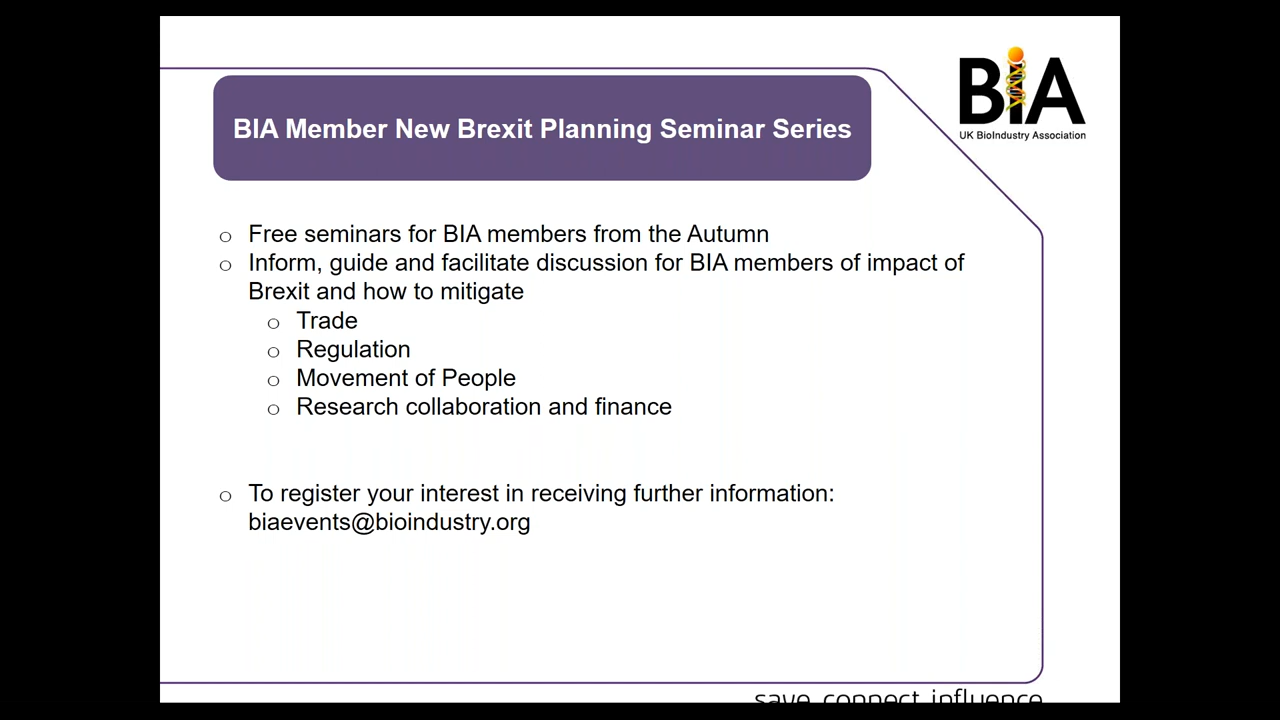 BIA
UK BioIndustry Association
BIA Member New Brexit Planning Seminar Series
o Free seminars for BIA members from the Autumn
o Inform, guide and facilitate discussion for BIA members of impact of
Brexit and how to mitigate
o Trade
o Regulation
o Movement of People
o Research collaboration and finance
o To register your interest in receiving further information:
biaevents@bioindustry.org
save connect influence